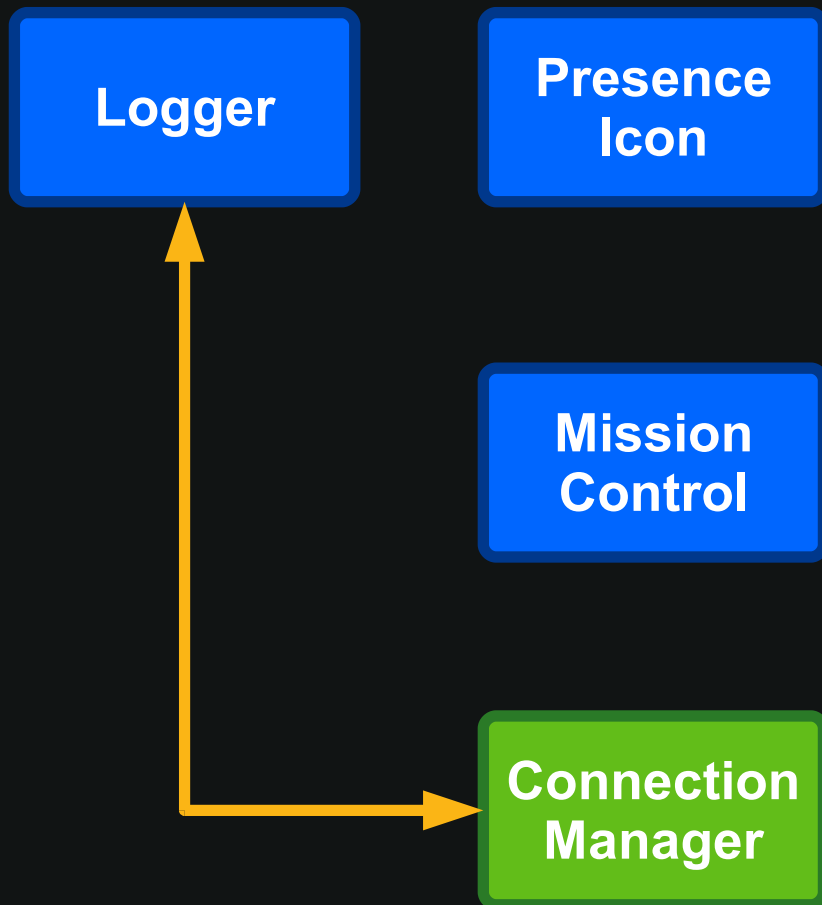 Logger
Presence
Icon
Mission
Control
Connection
Manager